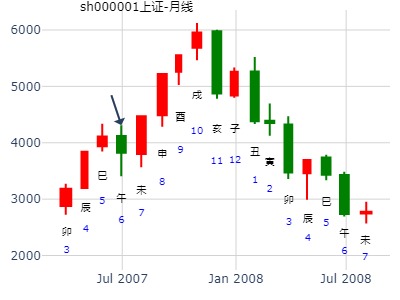 sh000001上证-月线
6000
5000
4000
3000
2000
卯
3
辰
4
巳
5
午
6
未
7
申
8
酉
9
戌
10
亥
11
子
12
丑
1
寅
2
卯
3
辰
4
巳
5
午
6
未
7
Jul 2007
Jan 2008
Jul 2008